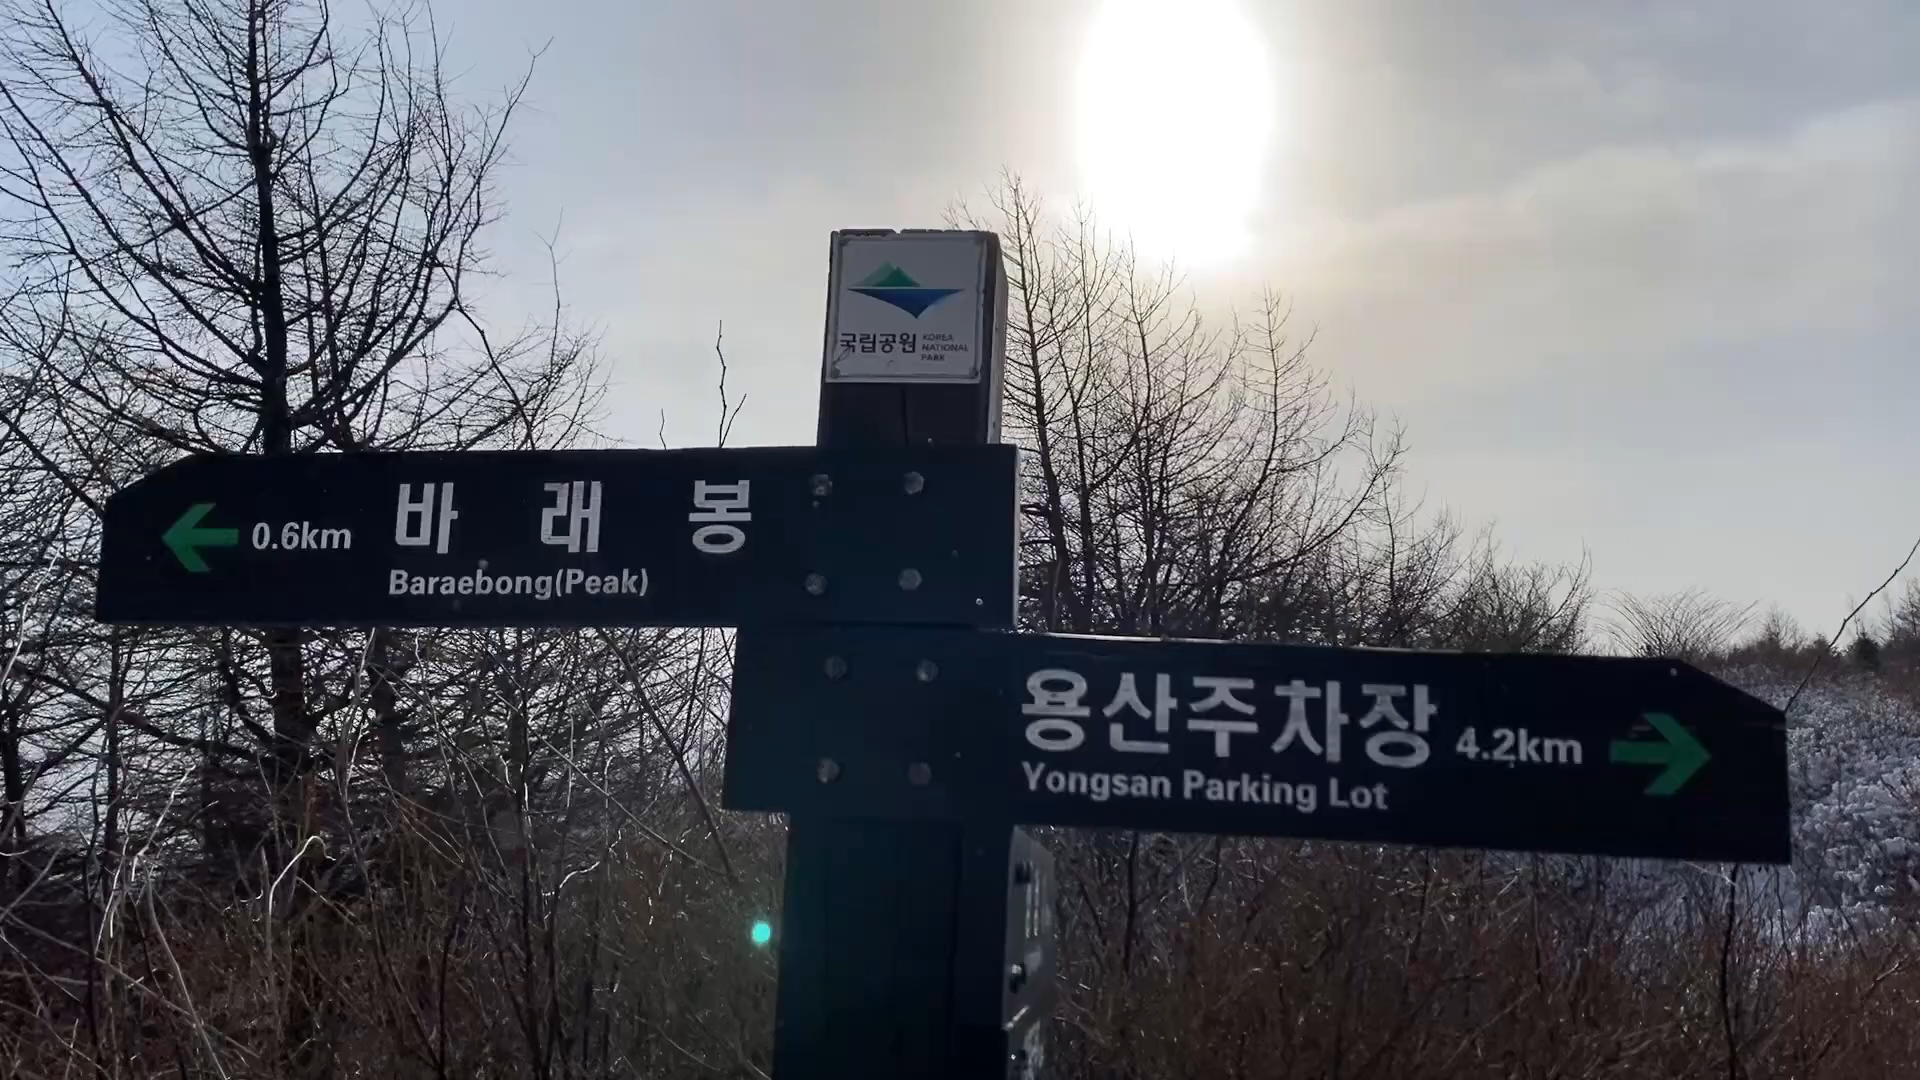 국립공원 KOREA
NATIONAL
PARK
0.6km 바 래 봉
Baraebong(Peak)
용산주차장 4.2km
Yongsan Parking Lot